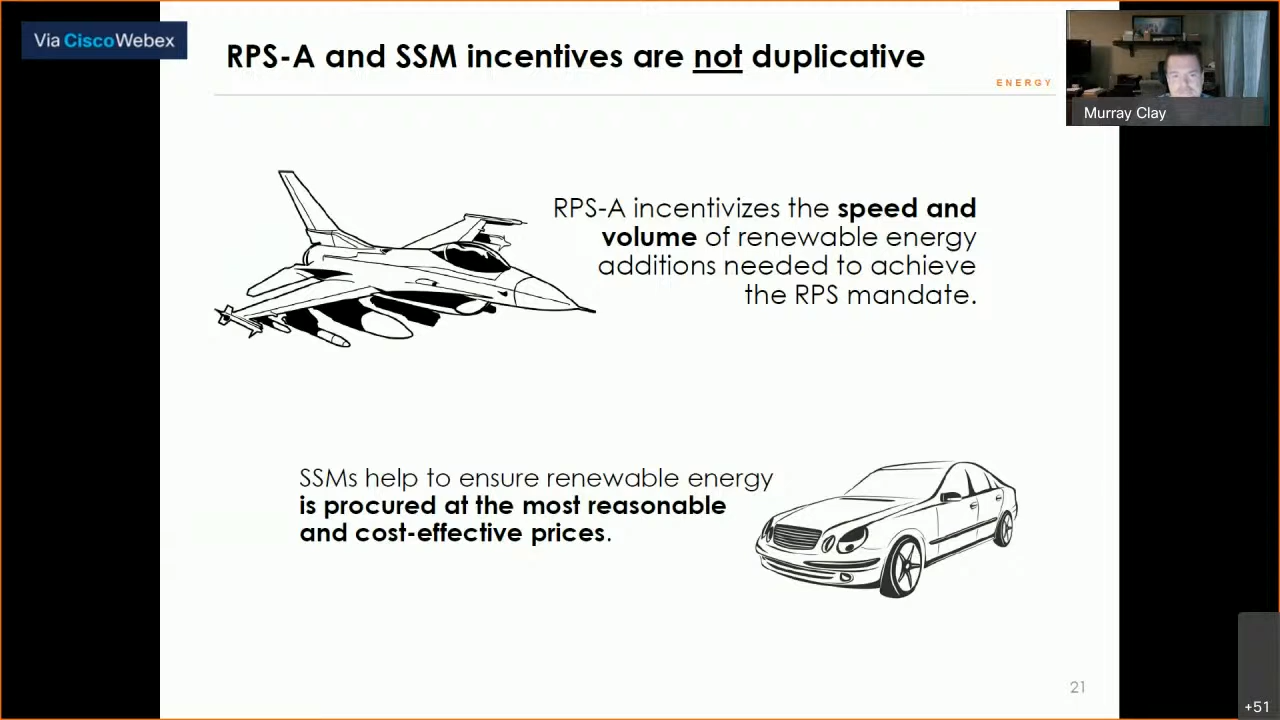 Via Cisco Webex
RPS-A and SSM incentives are not duplicative
ENERGY
Murray Clay
RPS-A incentivizes the speed and
volume of renewable energy
additions needed to achieve
the RPS mandate.
SSMs help to ensure renewable energy
is procured at the most reasonable
and cost-effective prices.
21
+51